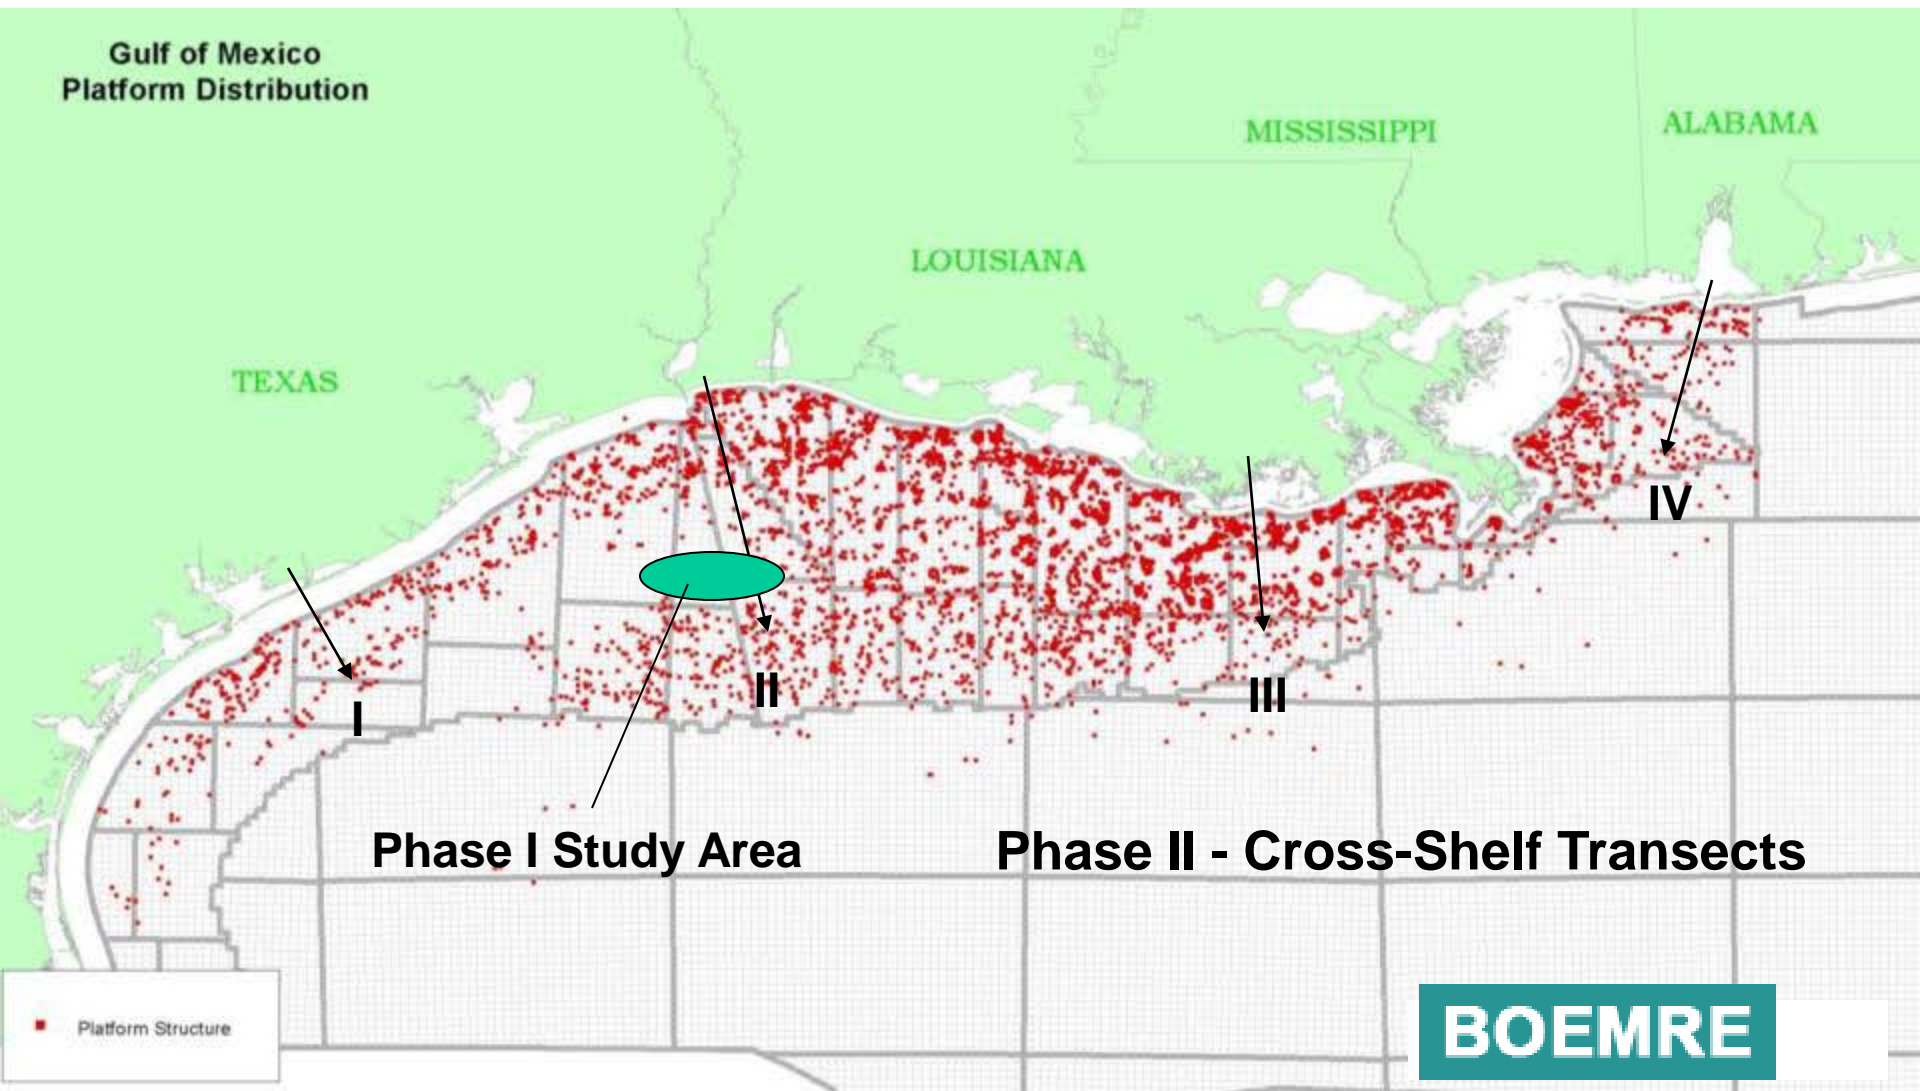 Gulf of Mexico
Platform Distribution
MISSISSIPPI
ALABAMA
LOUISIANA
TEXAS
I
II
III
IV
Phase I Study Area
Phase II - Cross-Shelf Transects
Platform Structure
BOEMRE